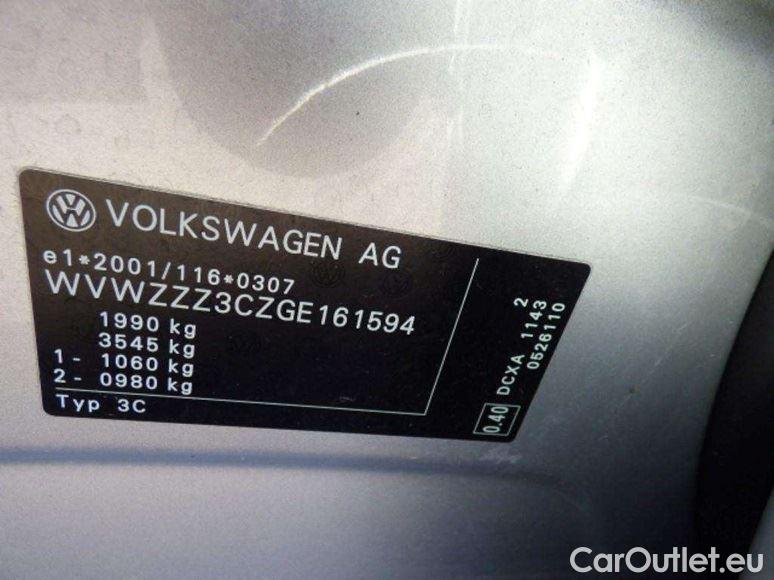 VOLKSWAGEN AG
e1*2001/116*0307
WVWZZZ3CZGE161594
1990 kg
3545 kg
1- 1060 kg
2- 0980 kg
Typ 3C
0.40 DCXA 1143 2
0526110
CarOutlet.eu